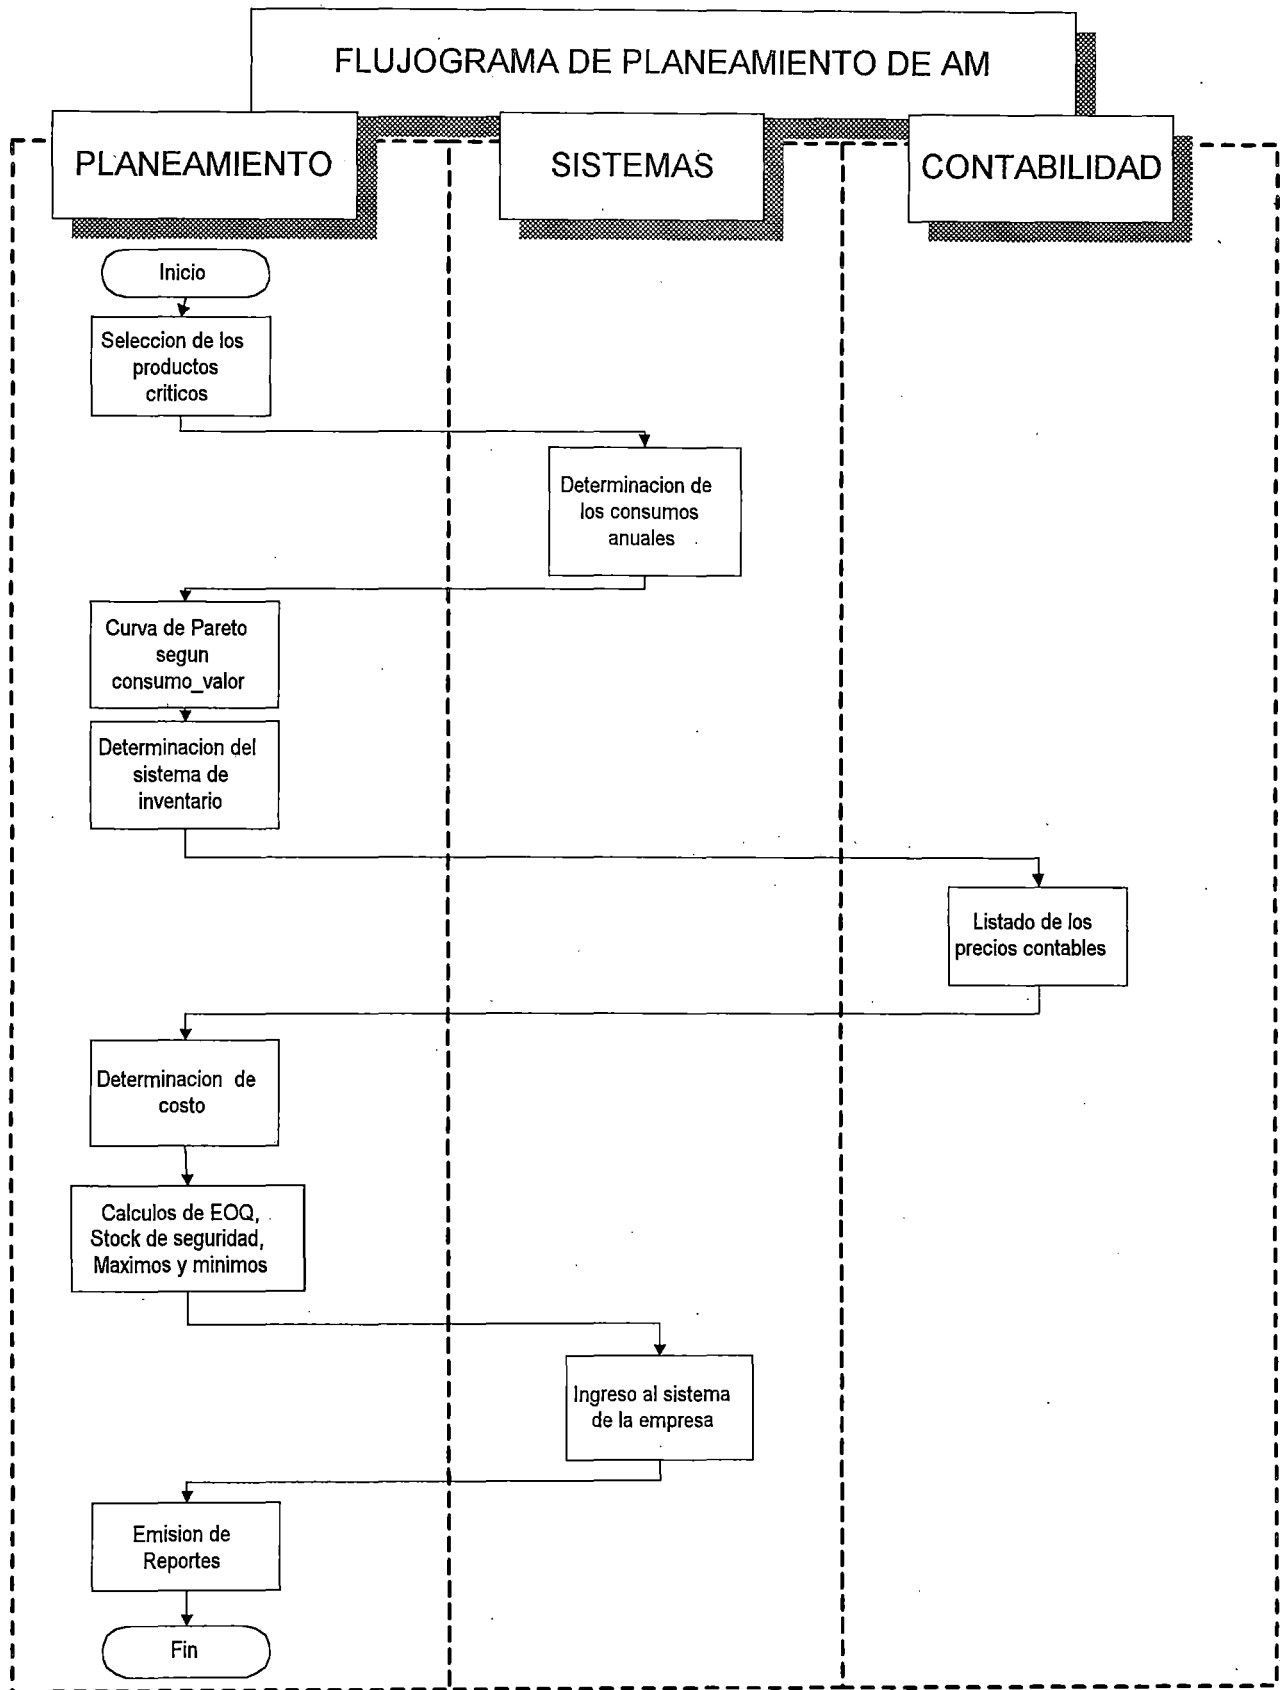 FLUJOGRAMA DE PLANEAMIENTO DE AM
PLANEAMIENTO
SISTEMAS
CONTABILIDAD
Inicio
Seleccion de los
productos
criticos
Determinacion de
los consumos
anuales
Curva de Pareto
segun
consumo_valor
Determinacion del
sistema de
inventario
Listado de los
precios contables
Determinacion de
costo
Calculos de EOQ,
Stock de seguridad,
Maximos y minimos
Ingreso al sistema
de la empresa
Emision de
Reportes
Fin